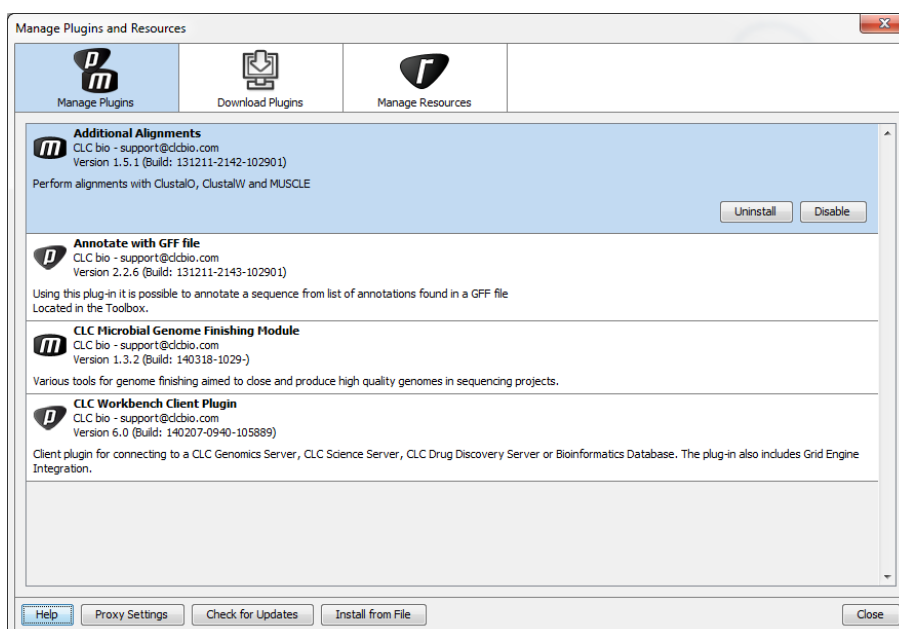 Manage Plugins and Resources
Manage Plugins
Download Plugins
Manage Resources
Additional Alignments
CLC bio - support@clcbio.com
Version 1.5.1 (Build: 131211-2142-102901)
Perform alignments with ClustalO, ClustalW and MUSCLE
Uninstall
Disable
Annotate with GFF file
CLC bio - support@clcbio.com
Version 2.2.6 (Build: 131211-2143-102901)
Using this plug-in it is possible to annotate a sequence from list of annotations found in a GFF file
Located in the Toolbox.
CLC Microbial Genome Finishing Module
CLC bio - support@clcbio.com
Version 1.3.2 (Build: 140318-1029-)
Various tools for genome finishing aimed to close and produce high quality genomes in sequencing projects.
CLC Workbench Client Plugin
CLC bio - support@clcbio.com
Version 6.0 (Build: 140207-0940-105889)
Client plugin for connecting to a CLC Genomics Server, CLC Science Server, CLC Drug Discovery Server or Bioinformatics Database. The plug-in also includes Grid Engine
Integration.
Help
Proxy Settings
Check for Updates
Install from File
Close